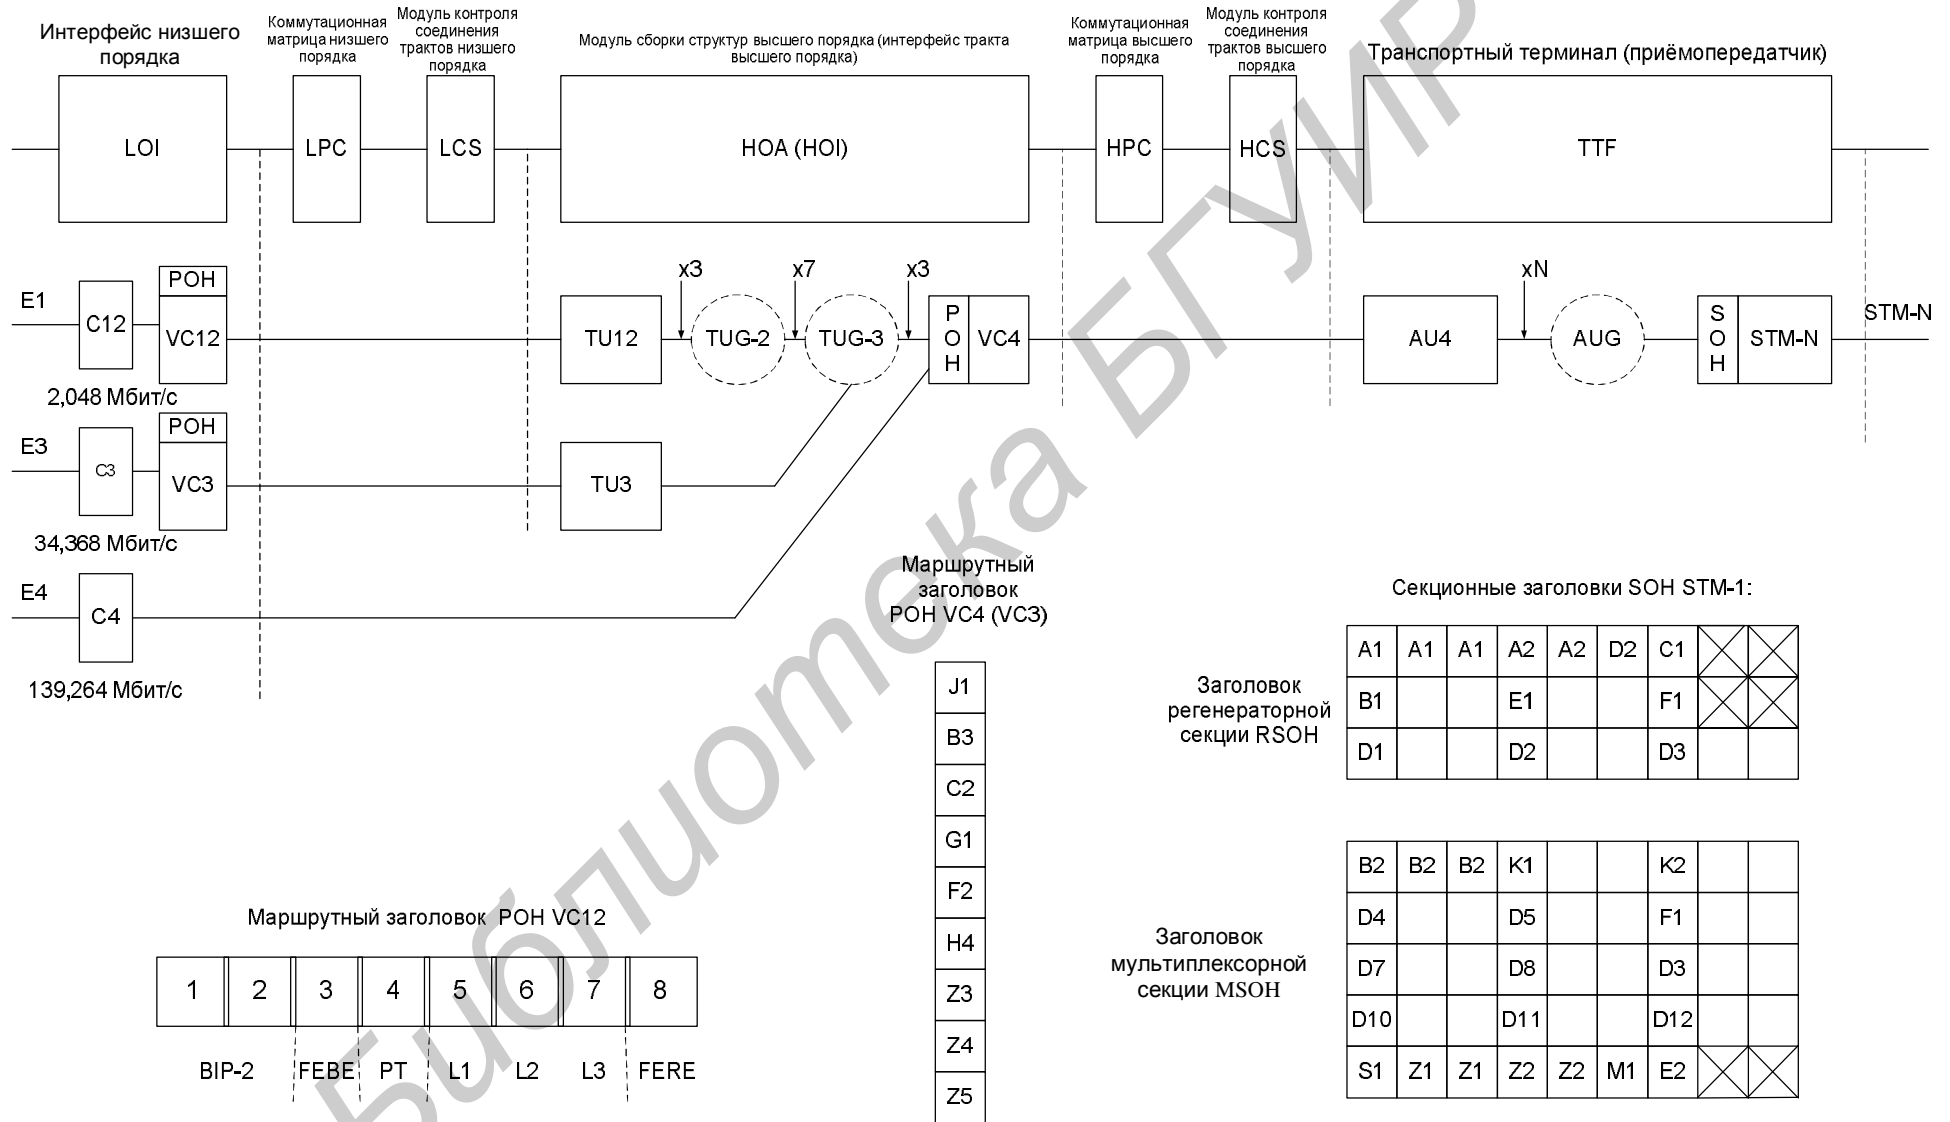 Интерфейс низшего
порядка
Коммутационная
матрица низшего
порядка
Модуль контроля
соединения
трактов низшего
порядка
Модуль сборки структур высшего порядка (интерфейс тракта
высшего порядка)
Коммутационная
матрица высшего
порядка
Модуль контроля
соединения
трактов высшего
порядка
Транспортный терминал (приёмопередатчик)
LOI
LPC
LCS
HOA (HOI)
HPC
HCS
TTF
x3
x7
x3
xN
E1
C12
POH
VC12
TU12
TUG-2
TUG-3
POH
VC4
AU4
AUG
SOH
STM-N
STM-N
2,048 Мбит/с
E3
C3
POH
VC3
TU3
34,368 Мбит/с
E4
C4
139,264 Мбит/с
Маршрутный
заголовок
POH VC4 (VC3)
J1
B3
C2
G1
F2
H4
Z3
Z4
Z5
Секционные заголовки SOH STM-1:
Заголовок
регенераторной
секции RSOH
A1 A1 A1 A2 A2 D2 C1
B1 E1 F1
D1 D2 D3
Заголовок
мультиплексорной
секции MSOH
B2 B2 B2 K1 K2
D4 D5 F1
D7 D8 D3
D10 D11 D12
S1 Z1 Z1 Z2 Z2 M1 E2
Маршрутный заголовок POH VC12
1 2 3 4 5 6 7 8
BIP-2 FEBE PT L1 L2 L3 FERE
Библиотека БГУИР